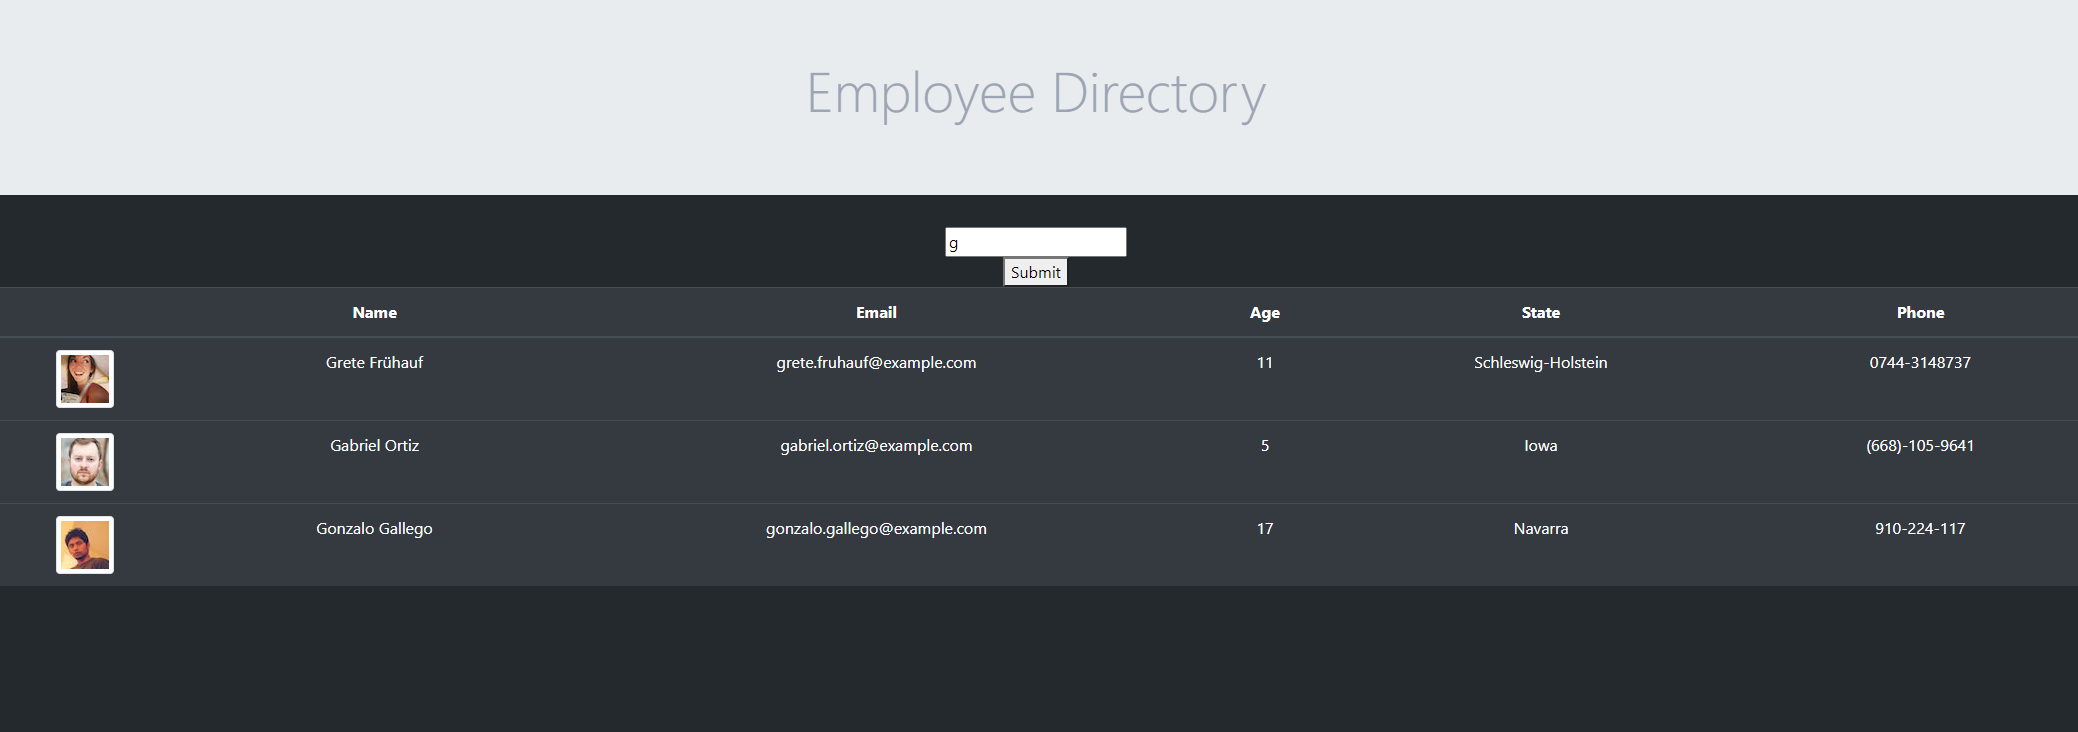 Employee Directory
g
Submit
Name Email Age State Phone
Grete Frühauf grete.fruhauf@example.com 11 Schleswig-Holstein 0744-3148737
Gabriel Ortiz gabriel.ortiz@example.com 5 Iowa (668)-105-9641
Gonzalo Gallego gonzalo.gallego@example.com 17 Navarra 910-224-117